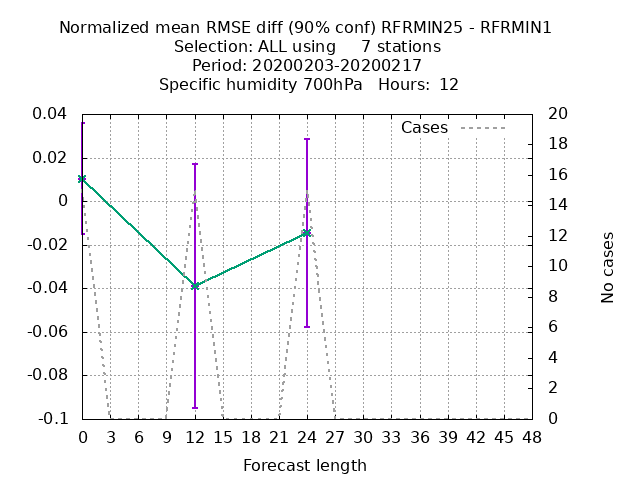 Normalized mean RMSE diff (90% conf) RFRMIN25 - RFRMIN1
Selection: ALL using 7 stations
Period: 20200203-20200217
Specific humidity 700hPa Hours: 12
Cases
0.04
0.02
0
-0.02
-0.04
-0.06
-0.08
-0.1
20
18
16
14
12
10
8
6
4
2
0
No cases
0 3 6 9 12 15 18 21 24 27 30 33 36 39 42 45 48
Forecast length